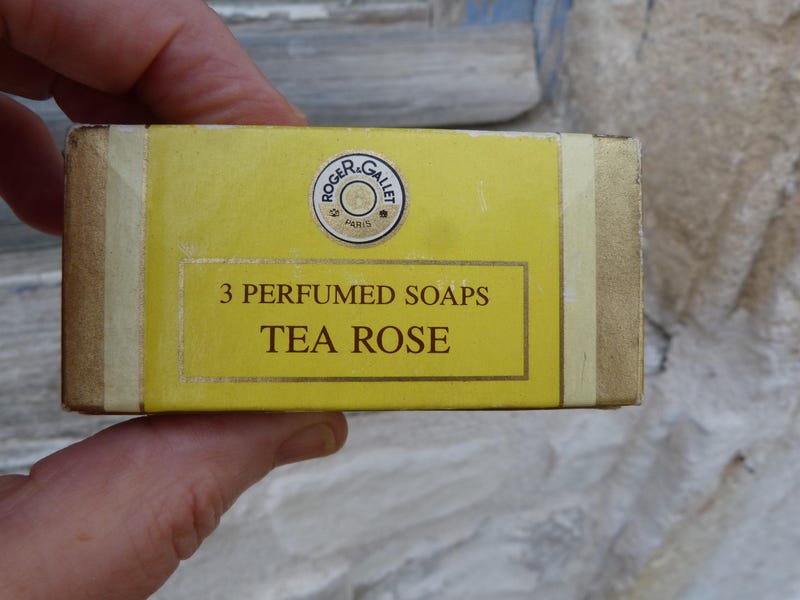 ROGER & GALLET
PARIS
3 PERFUMED SOAPS
TEA ROSE